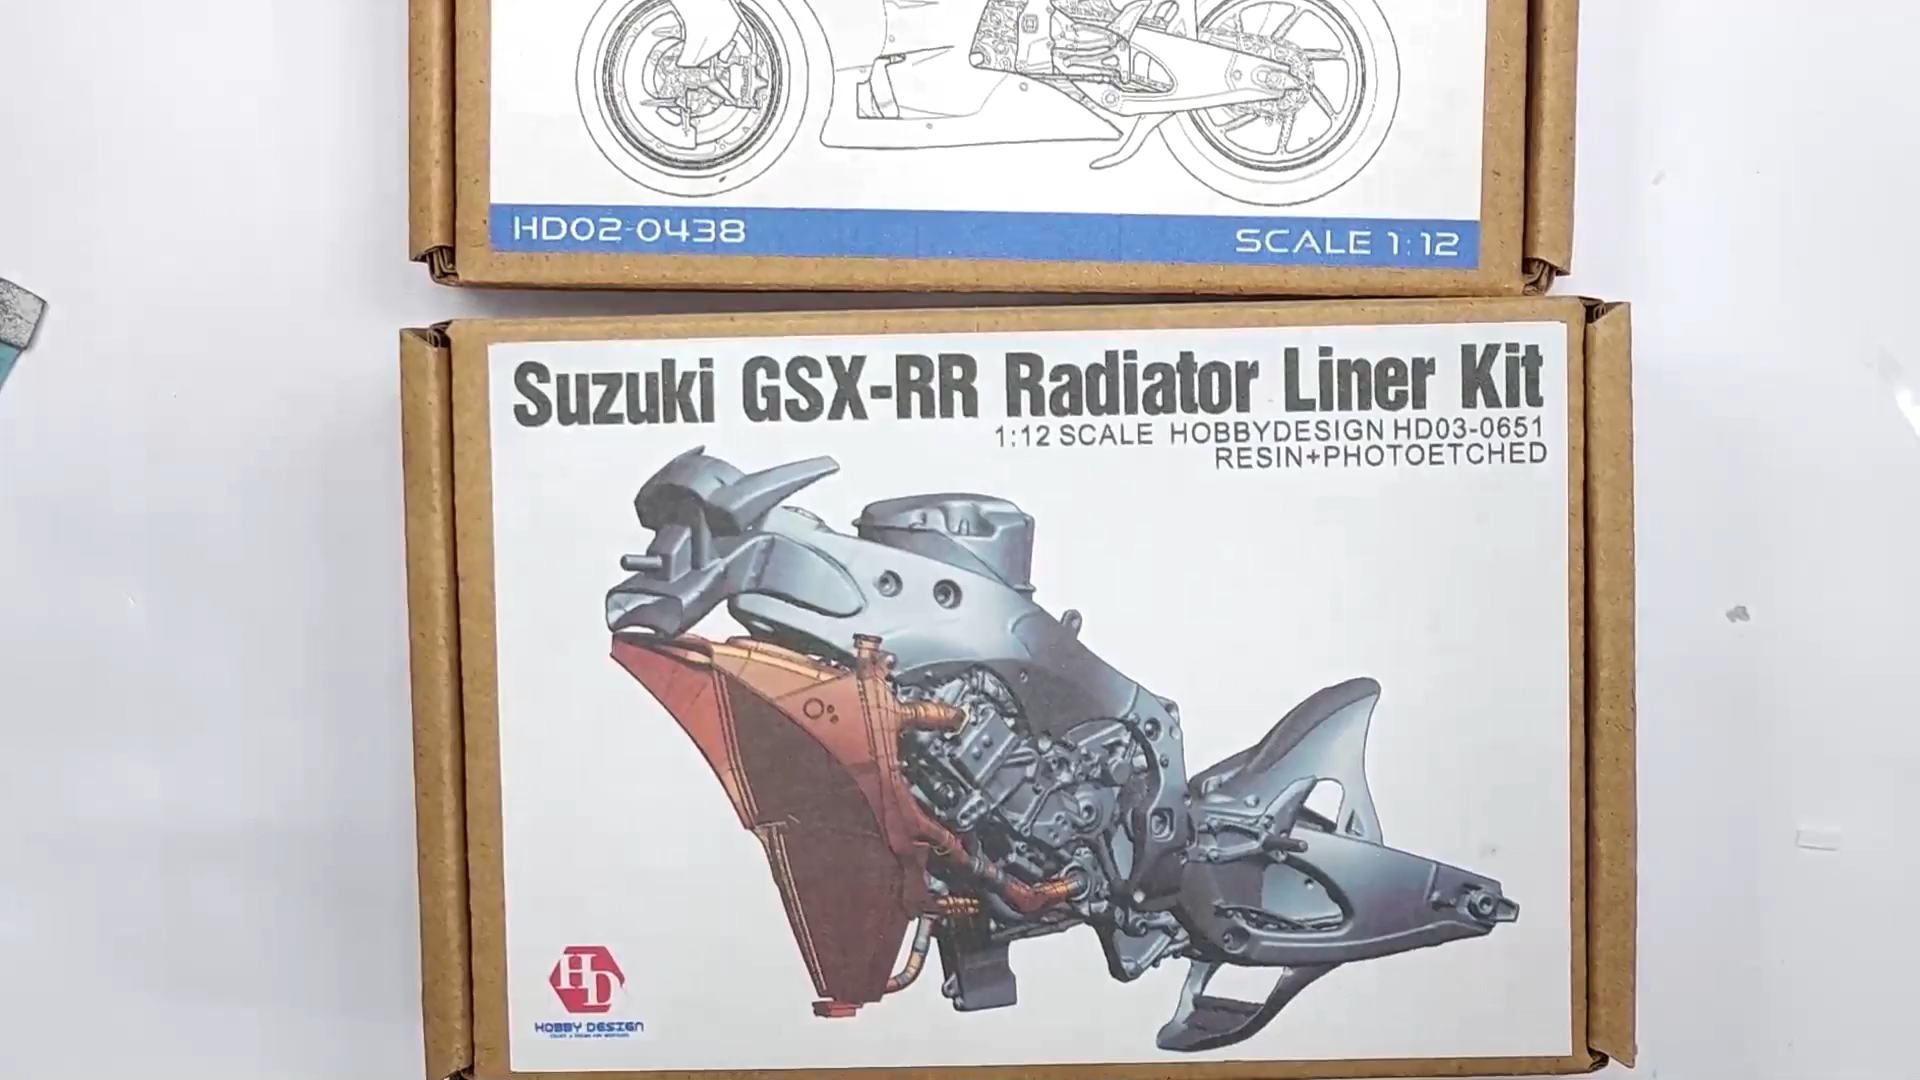 HD02-0438
SCALE 1:12
Suzuki GSX-RR Radiator Liner Kit
1:12 SCALE HOBBYDESIGN HD03-0651
RESIN+PHOTOETCHED
HD
HOBBY DESIGN